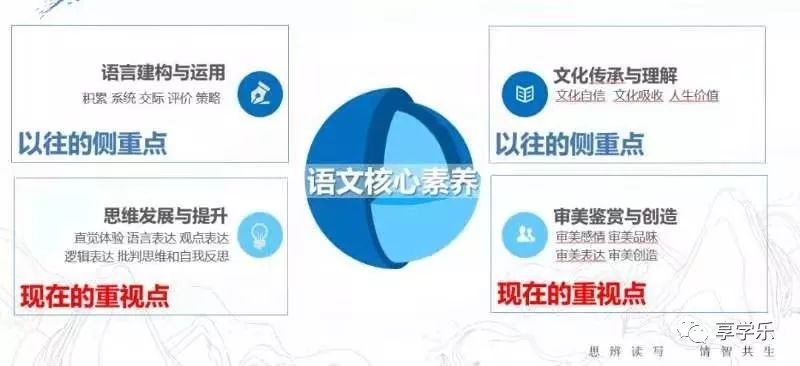 语言建构与运用
积累 系统 交际 评价 策略
以往的侧重点
文化传承与理解
文化自信 文化吸收 人生价值
以往的侧重点
语文核心素养
思维发展与提升
直觉体验 语言表达 观点表达
逻辑表达 批判思维和自我反思
现在的重视点
审美鉴赏与创造
审美感情 审美品味
审美表达 审美创造
现在的重视点
享学乐
思辨读写 情智共生